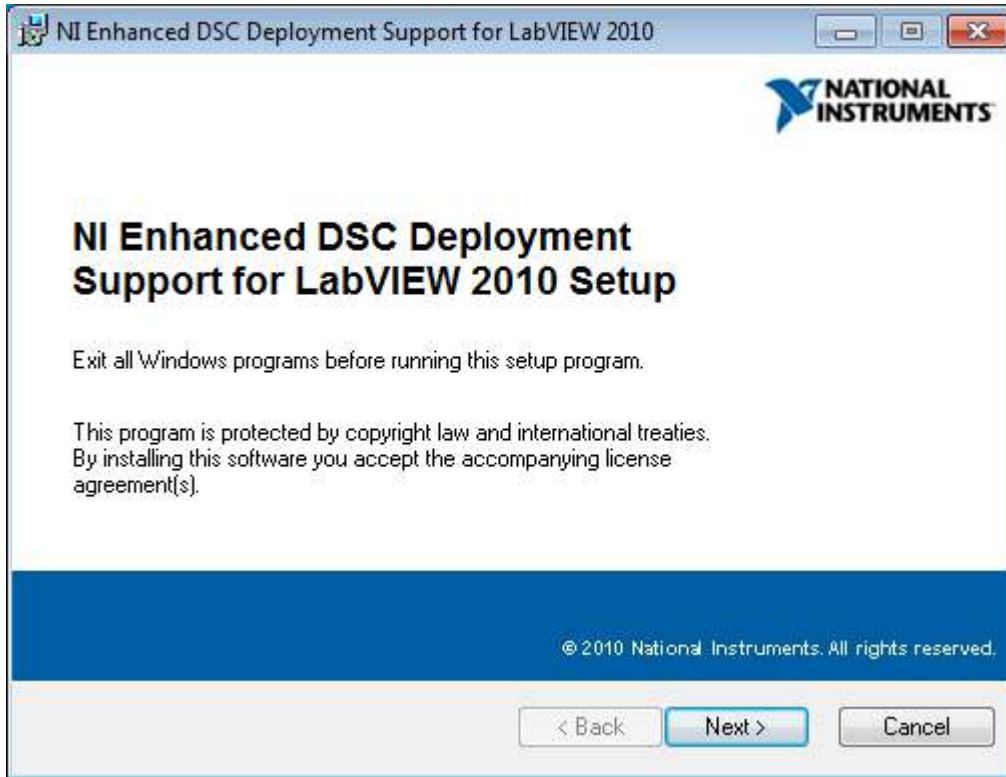 NI Enhanced DSC Deployment Support for LabVIEW 2010
NATIONAL
INSTRUMENTS
NI Enhanced DSC Deployment
Support for LabVIEW 2010 Setup
Exit all Windows programs before running this setup program.
This program is protected by copyright law and international treaties.
By installing this software you accept the accompanying license
agreement(s).
© 2010 National Instruments. All rights reserved.
< Back
Next >
Cancel